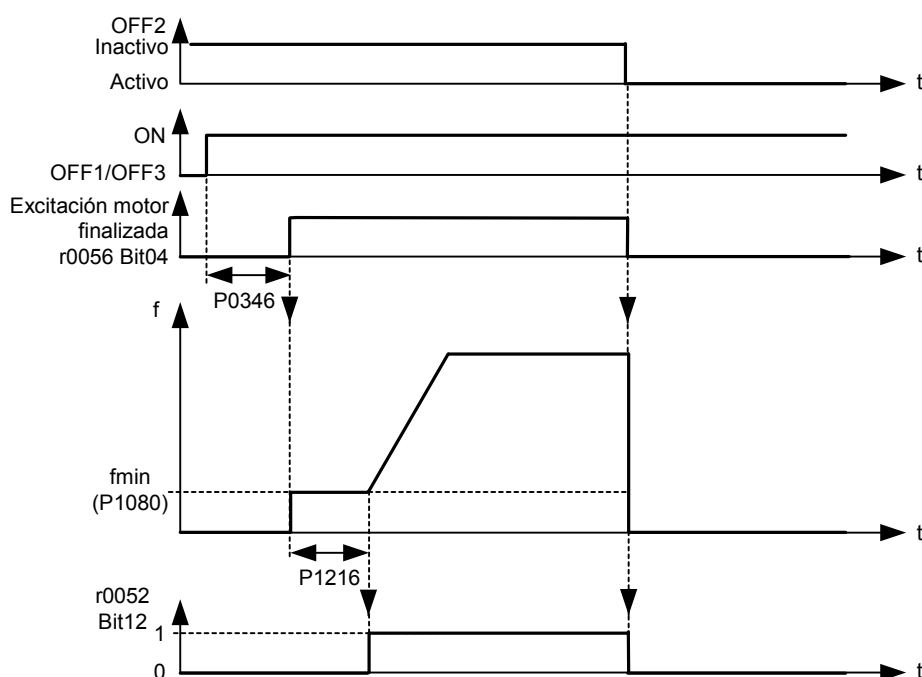 OFF2
Inactivo
Activo
t
ON
OFF1/OFF3
t
Excitación motor
finalizada
r0056 Bit04
t
P0346
f
fmin
(P1080)
t
P1216
r0052
Bit12
1
0
t